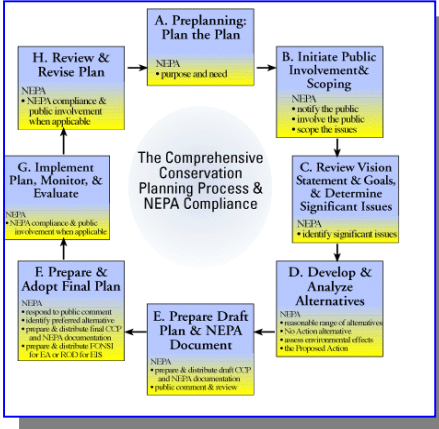 A. Preplanning:
Plan the Plan
NEPA
• purpose and need
B. Initiate Public
Involvement&
Scoping
NEPA
• notify the public
• involve the public
• scope the issues
C. Review Vision
Statement & Goals,
& Determine
Significant Issues
NEPA
• identify significant issues
D. Develop &
Analyze
Alternatives
NEPA
• reasonable range of alternatives
• No Action alternative
• assess environmental effects
• the Proposed Action
E. Prepare Draft
Plan & NEPA
Document
NEPA
• prepare & distribute draft CCP
and NEPA documentation
• public comment & review
F. Prepare &
Adopt Final Plan
NEPA
• respond to public comment
• identify preferred alternative
• prepare & distribute final CCP
and NEPA documentation
• prepare & distribute FONSI
for EA or ROD for EIS
G. Implement
Plan, Monitor, &
Evaluate
NEPA
• NEPA compliance & public
involvement when applicable
H. Review &
Revise Plan
NEPA
• NEPA compliance &
public involvement
when applicable
The Comprehensive
Conservation
Planning Process &
NEPA Compliance